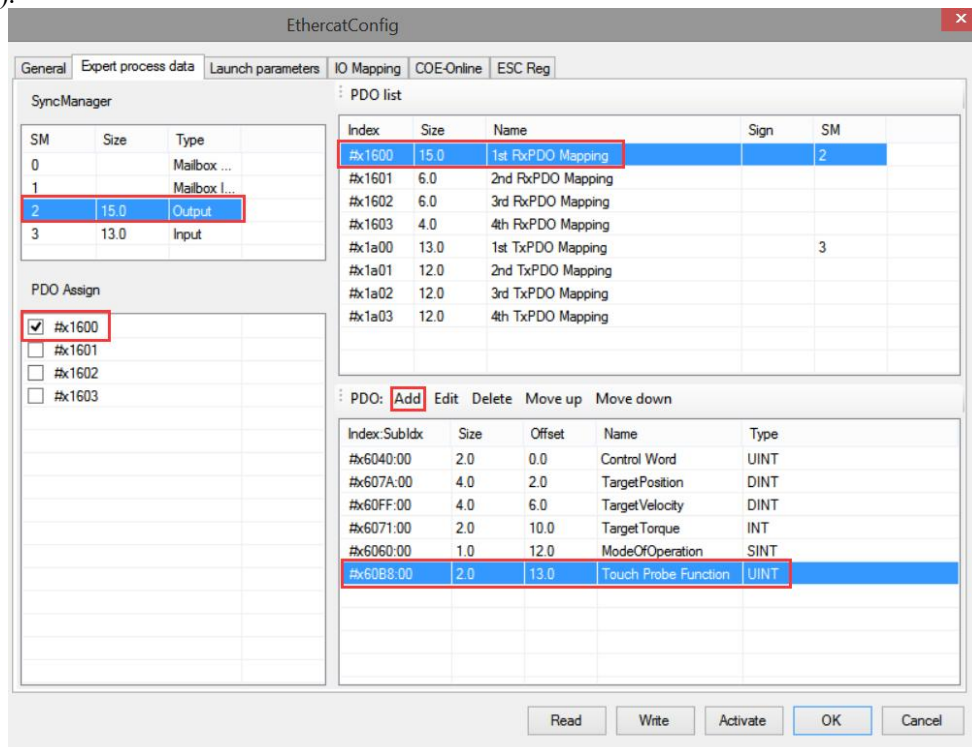 ).
EthercatConfig
General Expert process data Launch parameters IO Mapping COE-Online ESC Reg
SyncManager
SM Size Type
0 Mailbox ...
1 Mailbox I...
2 15.0 Output
3 13.0 Input
PDO Assign
#x1600
#x1601
#x1602
#x1603
PDO list
Index Size Name Sign SM
#x1600 15.0 1st RxPDO Mapping 2
#x1601 6.0 2nd RxPDO Mapping
#x1602 6.0 3rd RxPDO Mapping
#x1603 4.0 4th RxPDO Mapping
#x1a00 13.0 1st TxPDO Mapping 3
#x1a01 12.0 2nd TxPDO Mapping
#x1a02 12.0 3rd TxPDO Mapping
#x1a03 12.0 4th TxPDO Mapping
PDO: Add Edit Delete Move up Move down
Index:SubIdx Size Offset Name Type
#x6040:00 2.0 0.0 Control Word UINT
#x607A:00 4.0 2.0 TargetPosition DINT
#x60FF:00 4.0 6.0 TargetVelocity DINT
#x6071:00 2.0 10.0 TargetTorque INT
#x6060:00 1.0 12.0 ModeOfOperation SINT
#x60B8:00 2.0 13.0 Touch Probe Function UINT
Read Write Activate OK Cancel